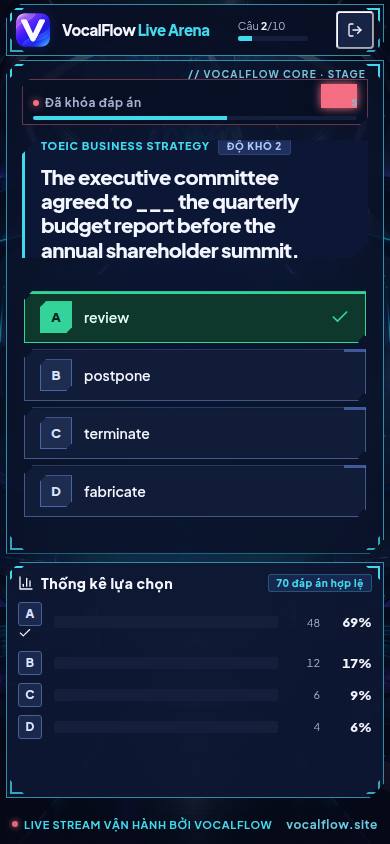 VocalFlow Live Arena
Câu 2/10
// VOCALFLOW CORE · STAGE
Đã khóa đáp án
TOEIC BUSINESS STRATEGY ĐỘ KHÓ 2
The executive committee
agreed to ___ the quarterly
budget report before the
annual shareholder summit.
A review
B postpone
C terminate
D fabricate
Thống kê lựa chọn 70 đáp án hợp lệ
A 48 69%
B 12 17%
C 6 9%
D 4 6%
LIVE STREAM VẬN HÀNH BỞI VOCALFLOW vocalflow.site